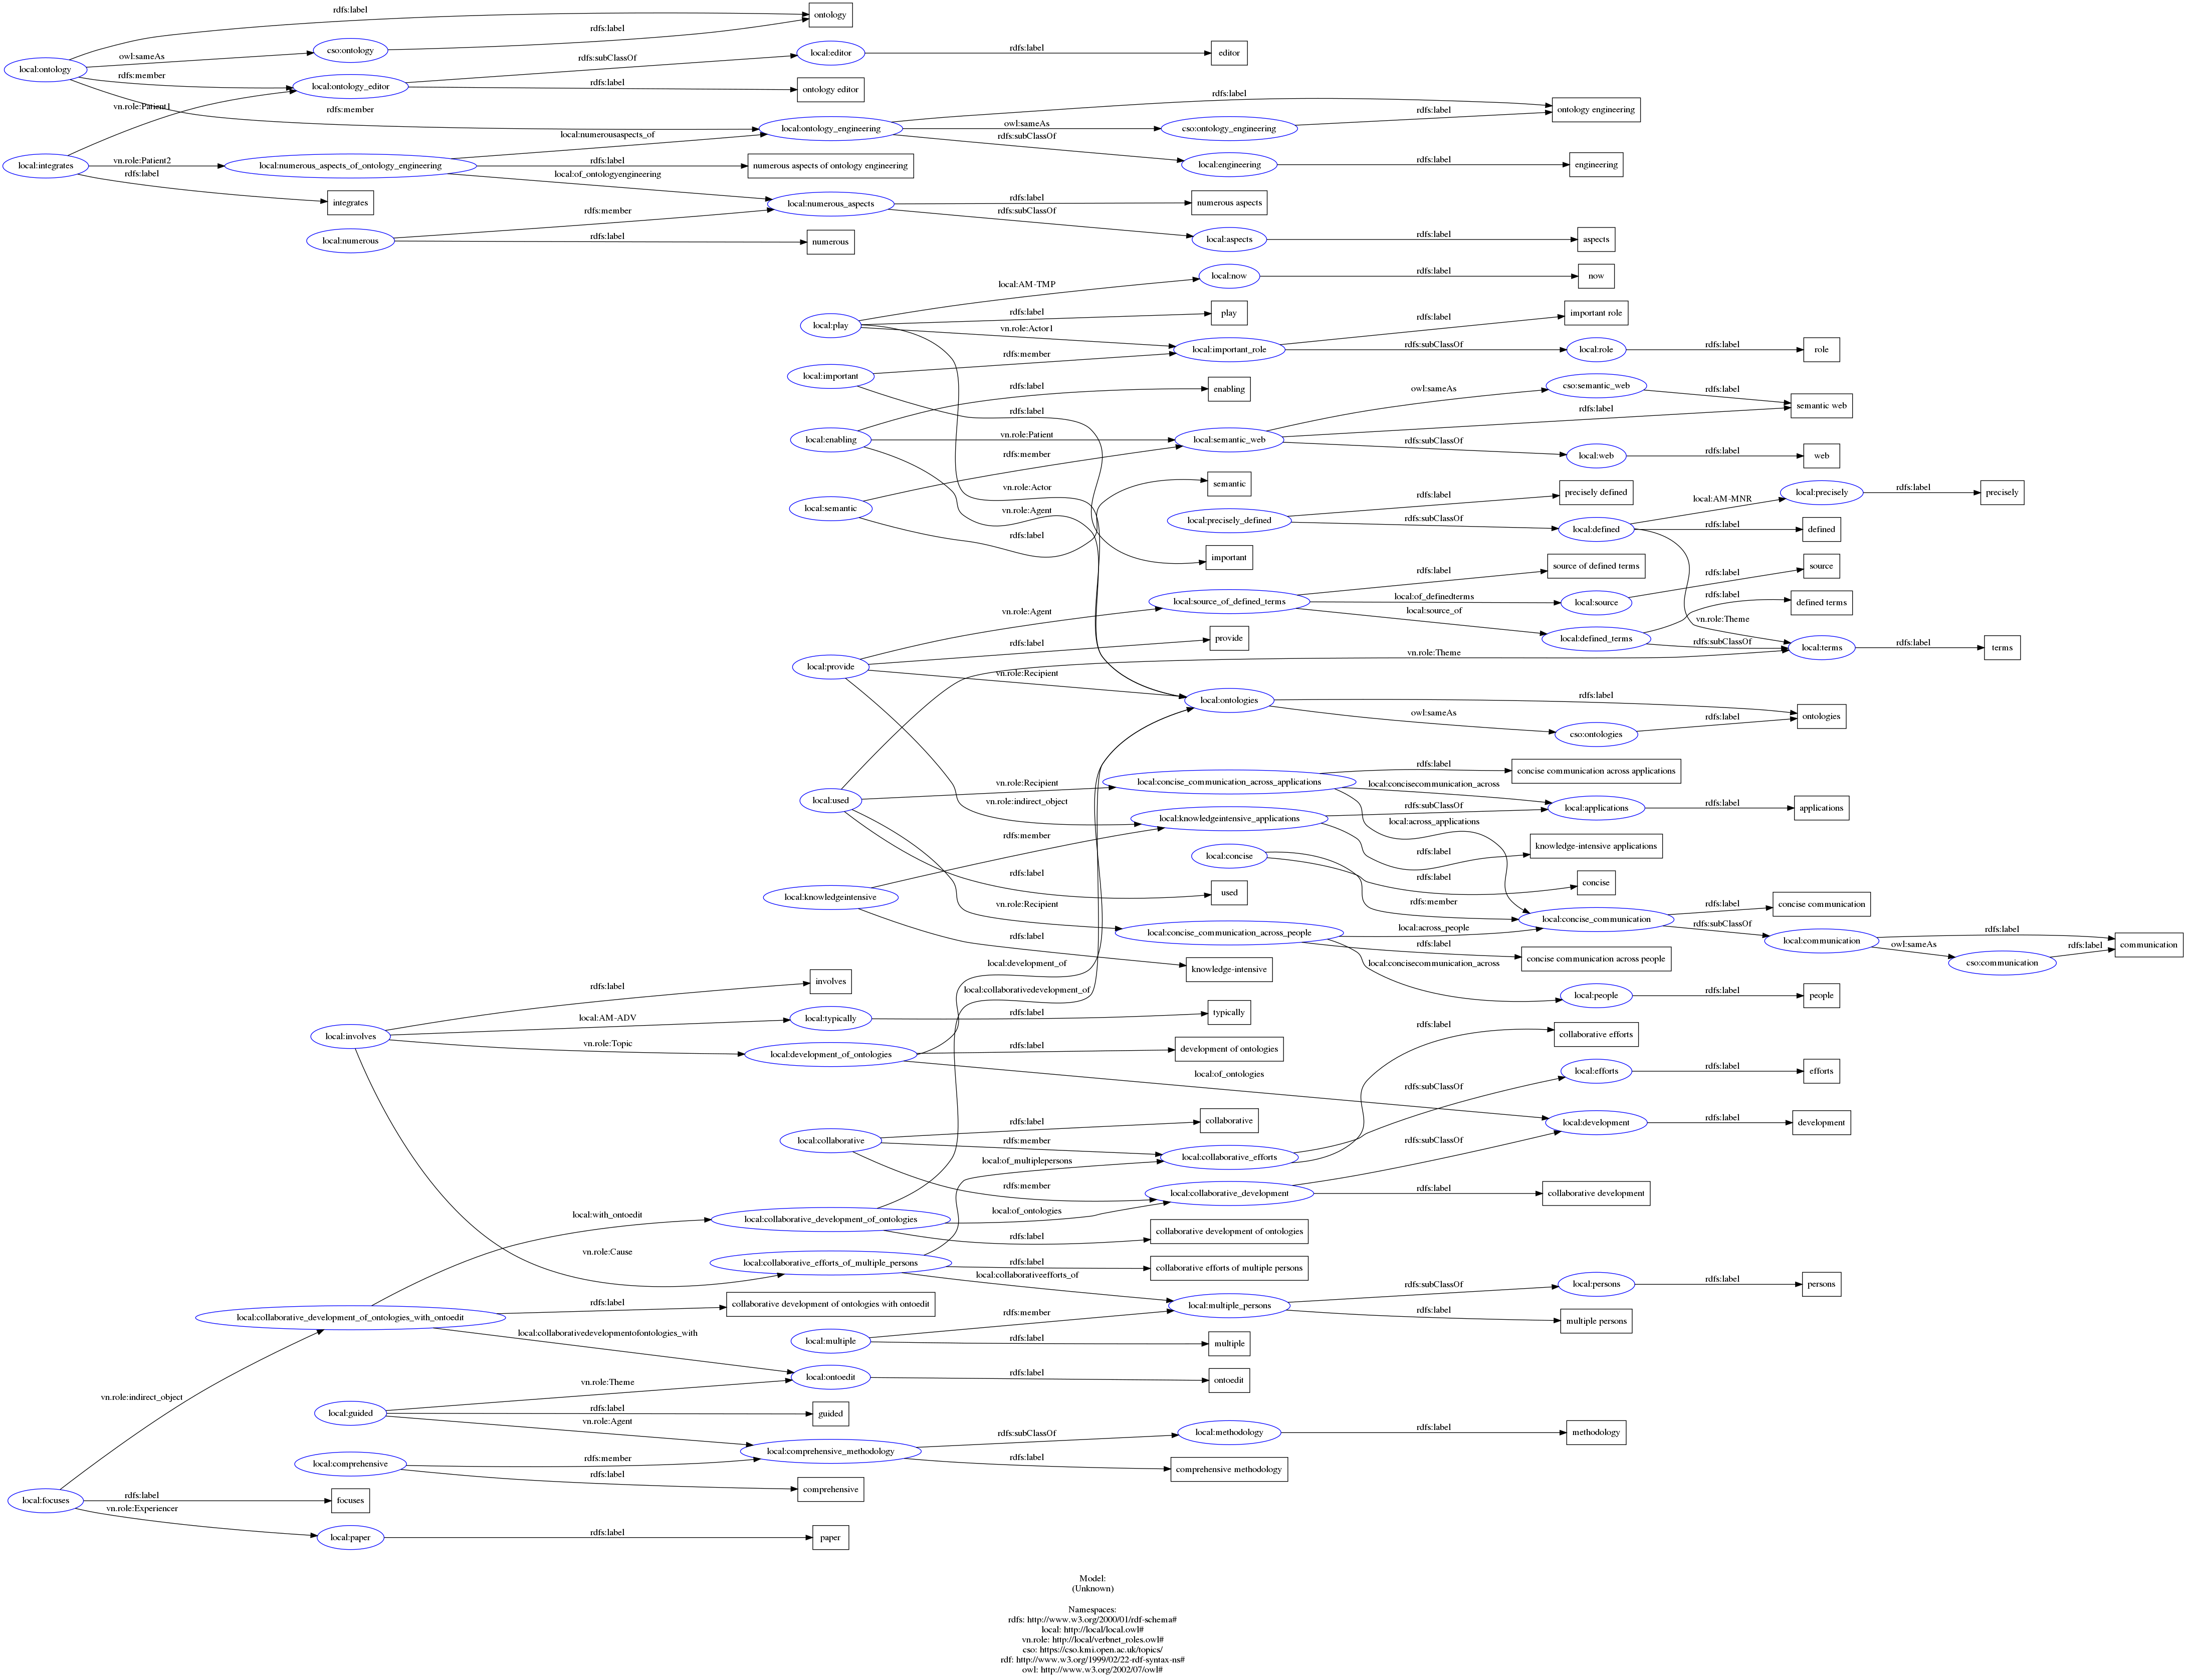 rdfs:label
ontology
rdfs:label
cso:ontology
owl:sameAs
local:ontology
rdfs:member
local:ontology_editor
rdfs:subClassOf
local:editor
rdfs:label
editor
rdfs:label
ontology editor
vn.role:Patient1
rdfs:member
rdfs:label
ontology engineering
rdfs:label
local:ontology_engineering
owl:sameAs
cso:ontology_engineering
local:numerousaspects_of
rdfs:subClassOf
local:integrates
vn.role:Patient2
local:numerous_aspects_of_ontology_engineering
rdfs:label
numerous aspects of ontology engineering
local:engineering
rdfs:label
engineering
rdfs:label
integrates
local:of_ontologyengineering
local:numerous_aspects
rdfs:label
numerous aspects
rdfs:member
rdfs:subClassOf
local:numerous
rdfs:label
numerous
local:aspects
rdfs:label
aspects
local:AM-TMP
local:now
rdfs:label
now
local:play
rdfs:label
play
rdfs:label
important role
vn.role:Actor1
rdfs:member
local:important_role
rdfs:subClassOf
local:role
rdfs:label
role
local:important
rdfs:label
enabling
owl:sameAs
cso:semantic_web
rdfs:label
rdfs:label
rdfs:label
semantic web
local:enabling
vn.role:Patient
local:semantic_web
rdfs:subClassOf
local:web
rdfs:label
web
rdfs:member
semantic
vn.role:Actor
local:semantic
vn.role:Agent
rdfs:label
rdfs:label
precisely defined
local:AM-MNR
local:precisely
rdfs:label
precisely
local:precisely_defined
rdfs:subClassOf
local:defined
rdfs:label
defined
important
rdfs:label
source of defined terms
rdfs:label
source
vn.role:Agent
local:source_of_defined_terms
local:of_definedterms
local:source
rdfs:label
defined terms
local:source_of
vn.role:Theme
rdfs:label
provide
local:defined_terms
rdfs:subClassOf
local:terms
rdfs:label
terms
local:provide
vn.role:Recipient
vn.role:Theme
local:ontologies
rdfs:label
ontologies
owl:sameAs
cso:ontologies
rdfs:label
rdfs:label
concise communication across applications
vn.role:Recipient
local:concise_communication_across_applications
local:concisecommunication_across
local:used
vn.role:indirect_object
rdfs:subClassOf
local:applications
rdfs:label
applications
local:knowledgeintensive_applications
local:across_applications
rdfs:member
rdfs:label
knowledge-intensive applications
local:concise
rdfs:label
concise
rdfs:label
used
rdfs:member
local:knowledgeintensive
vn.role:Recipient
local:concise_communication
rdfs:label
concise communication
local:concise_communication_across_people
local:across_people
rdfs:subClassOf
local:communication
rdfs:label
communication
rdfs:label
rdfs:label
concise communication across people
owl:sameAs
cso:communication
rdfs:label
local:development_of
local:concisecommunication_across
knowledge-intensive
rdfs:label
involves
local:collaborativedevelopment_of
local:people
rdfs:label
people
local:involves
local:AM-ADV
local:typically
rdfs:label
typically
rdfs:label
collaborative efforts
vn.role:Topic
local:development_of_ontologies
rdfs:label
development of ontologies
local:of_ontologies
rdfs:subClassOf
local:efforts
rdfs:label
efforts
rdfs:label
collaborative
local:development
rdfs:label
development
local:collaborative
rdfs:member
rdfs:subClassOf
local:of_multiplepersons
local:collaborative_efforts
rdfs:member
local:collaborative_development
rdfs:label
collaborative development
local:with_ontoedit
local:collaborative_development_of_ontologies
local:of_ontologies
rdfs:label
collaborative development of ontologies
vn.role:Cause
local:collaborative_efforts_of_multiple_persons
rdfs:label
collaborative efforts of multiple persons
local:collaborativeefforts_of
rdfs:subClassOf
local:persons
rdfs:label
persons
local:collaborative_development_of_ontologies_with_ontoedit
rdfs:label
collaborative development of ontologies with ontoedit
rdfs:member
local:multiple_persons
rdfs:label
multiple persons
local:collaborativedevelopmentofontologies_with
local:multiple
rdfs:label
multiple
vn.role:indirect_object
vn.role:Theme
local:ontoedit
rdfs:label
ontoedit
local:guided
rdfs:label
guided
vn.role:Agent
rdfs:subClassOf
local:methodology
rdfs:label
methodology
local:comprehensive_methodology
local:comprehensive
rdfs:member
rdfs:label
comprehensive methodology
rdfs:label
comprehensive
local:focuses
rdfs:label
focuses
vn.role:Experiencer
local:paper
rdfs:label
paper
Model:
(Unknown)
Namespaces:
rdfs: http://www.w3.org/2000/01/rdf-schema#
local: http://local/local.owl#
vn.role: http://local/verbnet_roles.owl#
cso: https://cso.kmi.open.ac.uk/topics/
rdf: http://www.w3.org/1999/02/22-rdf-syntax-ns#
owl: http://www.w3.org/2002/07/owl#